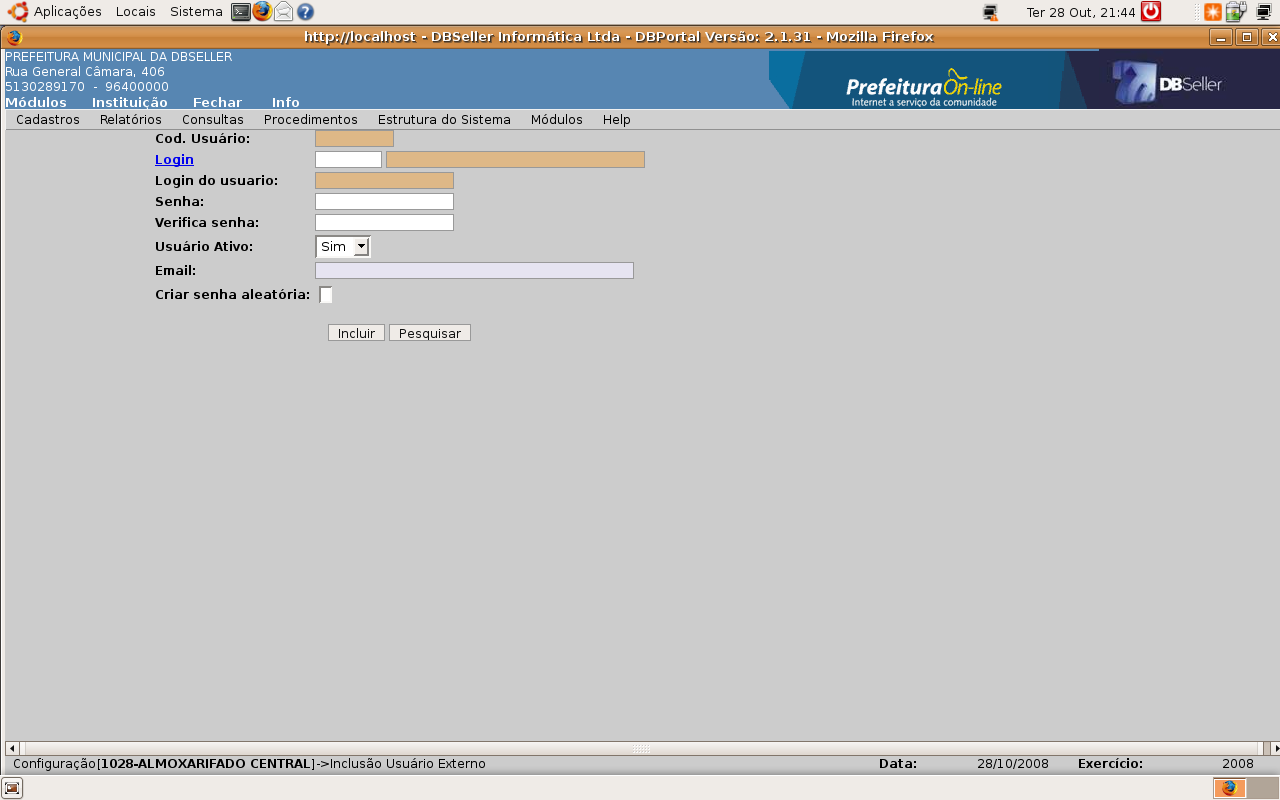 Aplicações Locais Sistema Ter 28 Out, 21:44
http://localhost - DBSeller Informática Ltda - DBPortal Versão: 2.1.31 - Mozilla Firefox
PREFEITURA MUNICIPAL DA DBSELLER
Rua General Câmara, 406
5130289170 - 96400000
Módulos Instituição Fechar Info
PrefeituraOn-line
Internet a serviço da comunidade
DBSeller
Cadastros Relatórios Consultas Procedimentos Estrutura do Sistema Módulos Help
Cod. Usuário:
Login
Login do usuario:
Senha:
Verifica senha:
Usuário Ativo: Sim
Email:
Criar senha aleatória:
Incluir Pesquisar
Configuração[1028-ALMOXARIFADO CENTRAL]->Inclusão Usuário Externo Data: 28/10/2008 Exercício: 2008